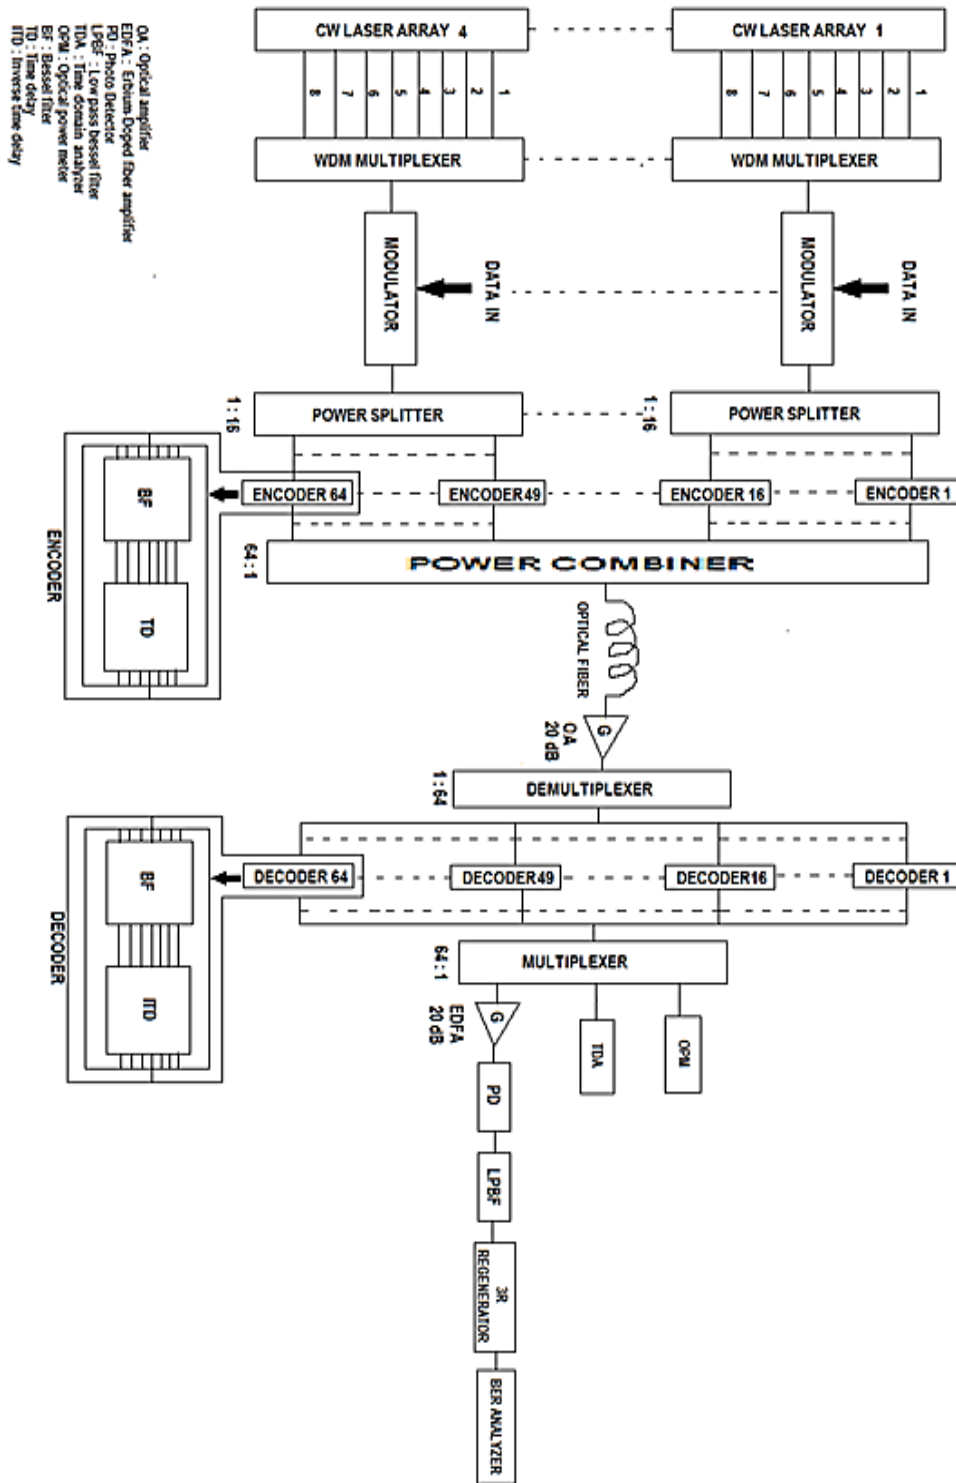 CW LASER ARRAY 4
CW LASER ARRAY 1
8 7 6 5 4 3 2 1
8 7 6 5 4 3 2 1
WDM MULTIPLEXER
WDM MULTIPLEXER
MODULATOR
DATA IN
MODULATOR
DATA IN
1:16
POWER SPLITTER
1:16
POWER SPLITTER
ENCODER 64
ENCODER 49
ENCODER 16
ENCODER 1
BF
TD
ENCODER
64:1
POWER COMBINER
OPTICAL FIBER
G
OA
20 dB
1:64
DEMULTIPLEXER
DECODER 64
DECODER 49
DECODER16
DECODER 1
BF
ITD
DECODER
64:1
MULTIPLEXER
G
EDFA
20 dB
TDA
OPM
PD
LPBF
3R
REGENERATOR
BER ANALYZER
OA : Optical amplifier
EDFA : Erbium-Doped fiber amplifier
PD : Photo Detector
LPBF : Low pass bessel filter
TDA : Time domain analyzer
OPM : Optical power meter
BF : Bessel filter
TD : Time delay
ITD : Inverse time delay